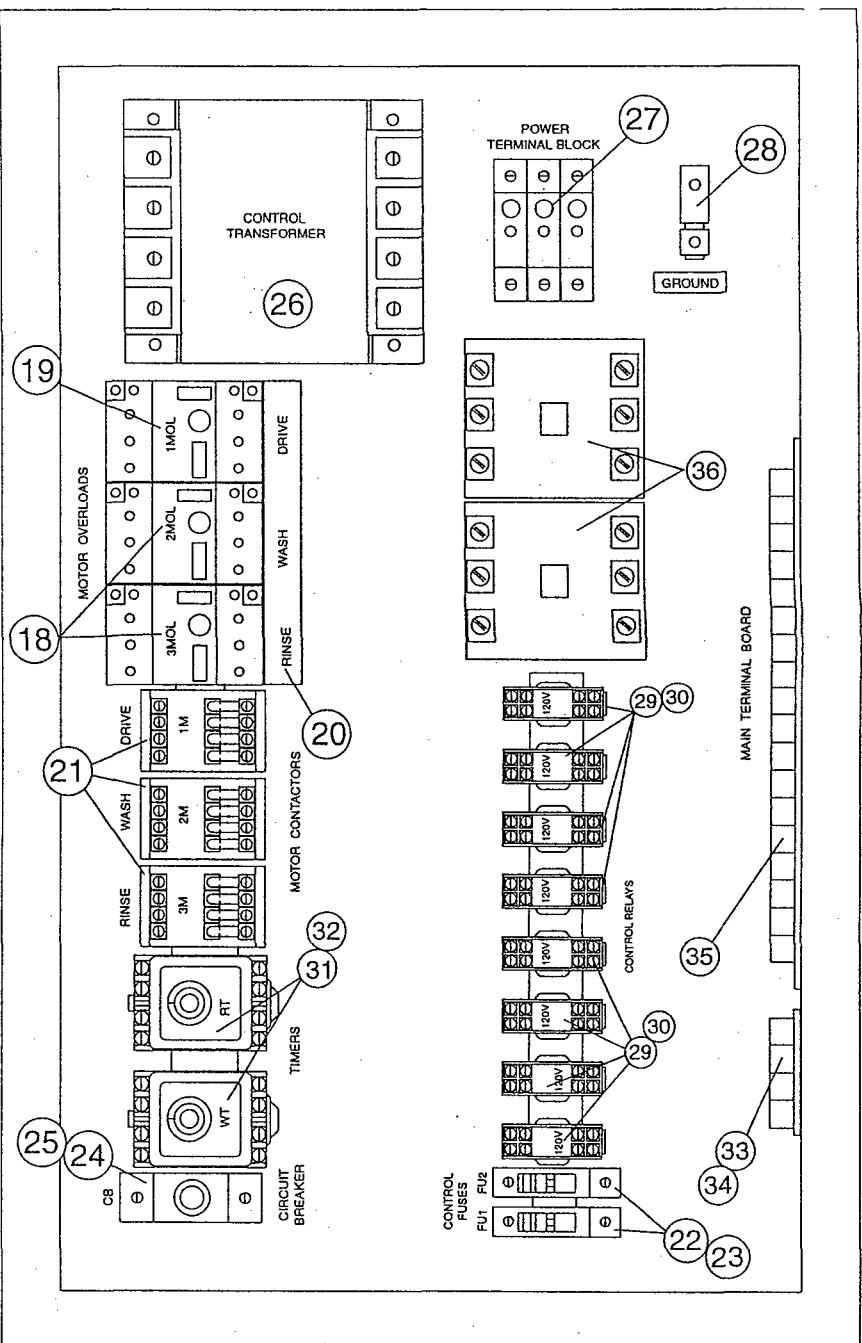 POWER
TERMINAL BLOCK
27
28
CONTROL
TRANSFORMER
26
GROUND
19
MOTOR OVERLOADS
1MOL
DRIVE
2MOL
WASH
3MOL
RINSE
18
20
36
MAIN TERMINAL BOARD
35
21
DRIVE
1M
WASH
2M
RINSE
3M
MOTOR CONTACTORS
120V
120V
120V
120V
120V
120V
120V
120V
29
30
CONTROL RELAYS
29
30
32
31
RT
TIMERS
WT
25
24
CB
CIRCUIT
BREAKER
33
34
CONTROL
FUSES
FU2
FU1
22
23